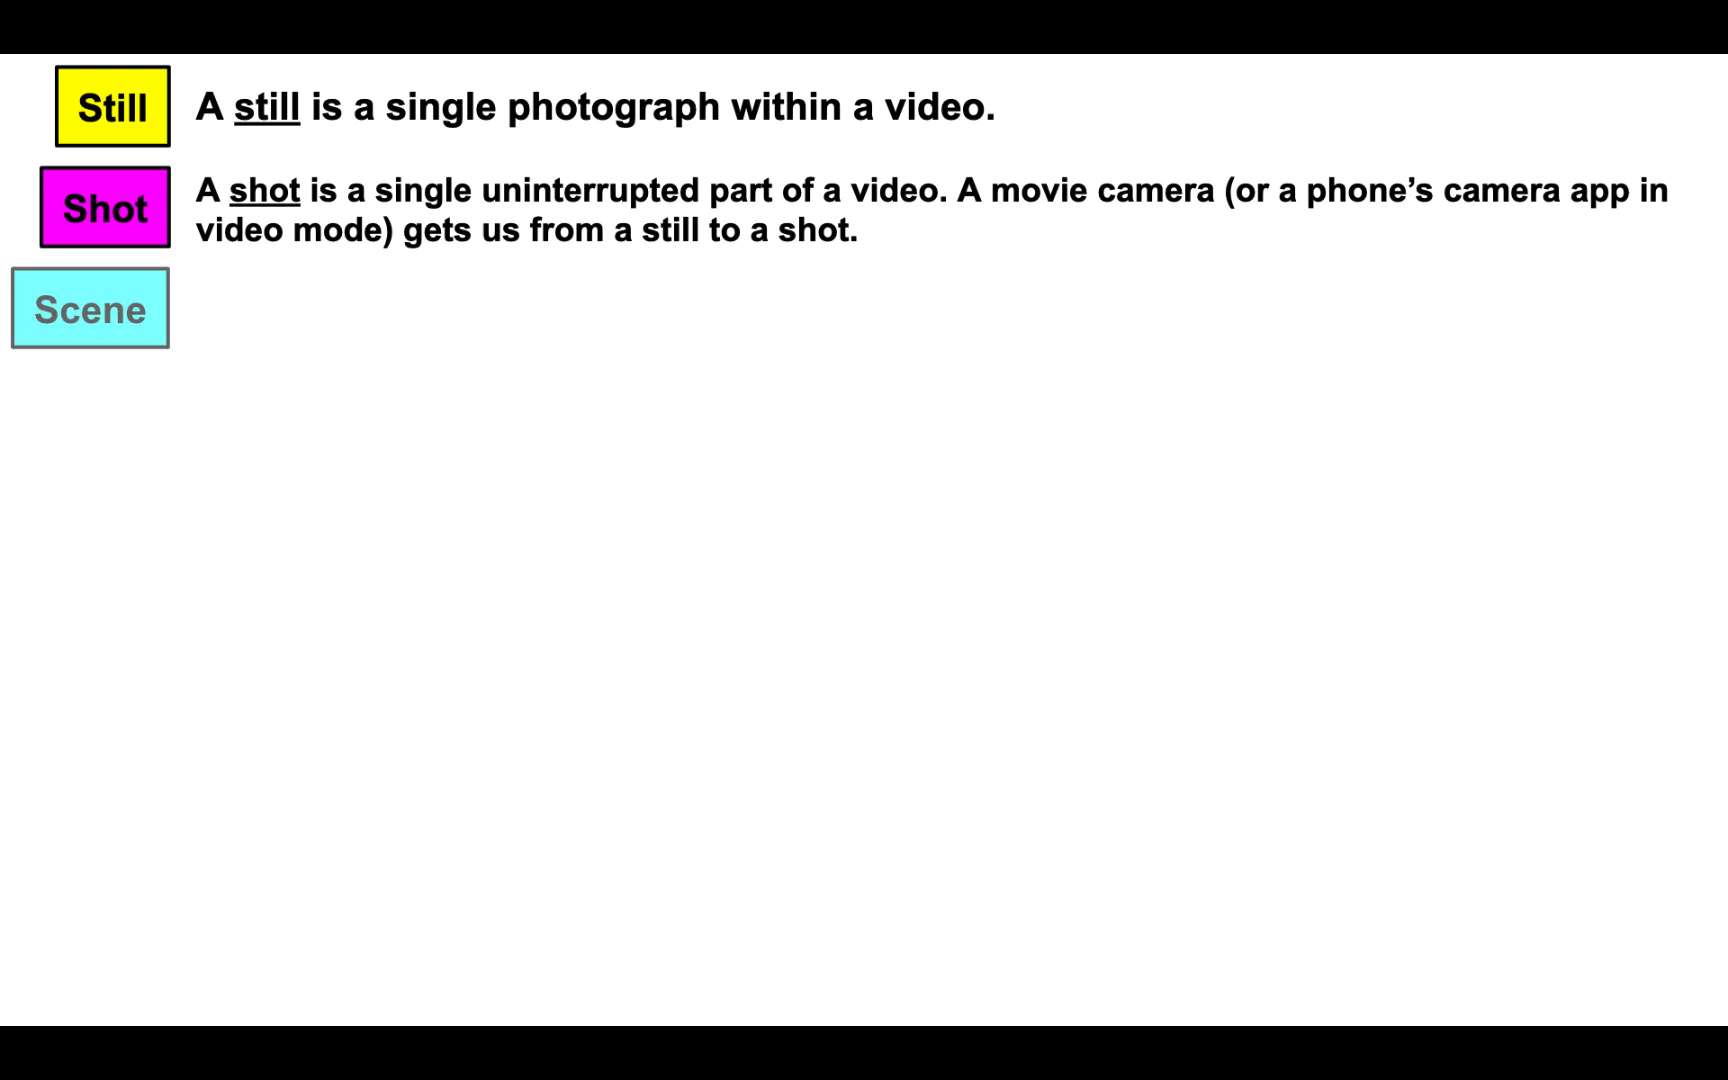 Still
A still is a single photograph within a video.
Shot
A shot is a single uninterrupted part of a video. A movie camera (or a phone’s camera app in
video mode) gets us from a still to a shot.
Scene